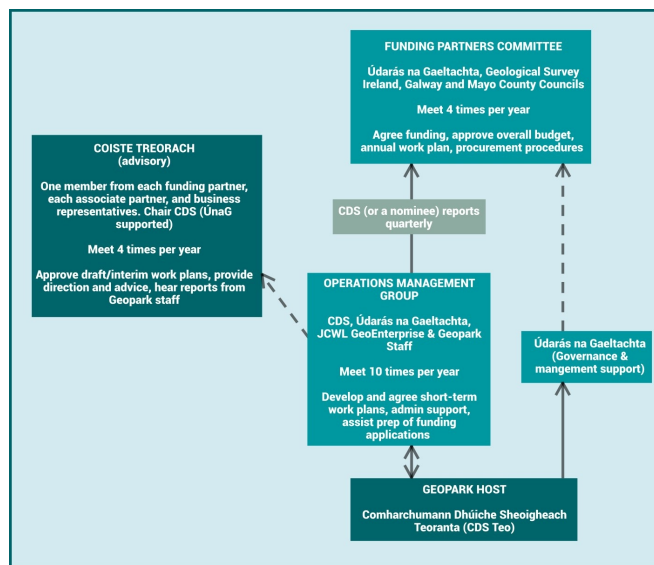 FUNDING PARTNERS COMMITTEE
Údarás na Gaeltachta, Geological Survey
Ireland, Galway and Mayo County Councils
Meet 4 times per year
Agree funding, approve overall budget,
annual work plan, procurement procedures
COISTE TREORACH
(advisory)
One member from each funding partner,
each associate partner, and business
representatives. Chair CDS (ÚnaG
supported)
Meet 4 times per year
Approve draft/interim work plans, provide
direction and advice, hear reports from
Geopark staff
CDS (or a nominee) reports
quarterly
OPERATIONS MANAGEMENT
GROUP
CDS, Údarás na Gaeltachta,
JCWL GeoEnterprise & Geopark
Staff
Meet 10 times per year
Develop and agree short-term
work plans, admin support,
assist prep of funding
applications
Údarás na Gaeltachta
(Governance &
mangement support)
GEOPARK HOST
Comharchumann Dhúiche Sheoigheach
Teoranta (CDS Teo)